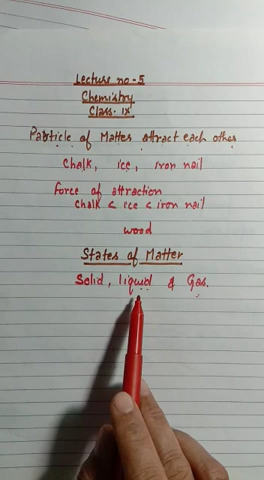 Lecture no-5
Chemistry
Class-IX
Particle of Matter attract each other
Chalk, ice, iron nail
Force of attraction
Chalk < ice < iron nail
wood
States of Matter
Solid, liquid & Gas.